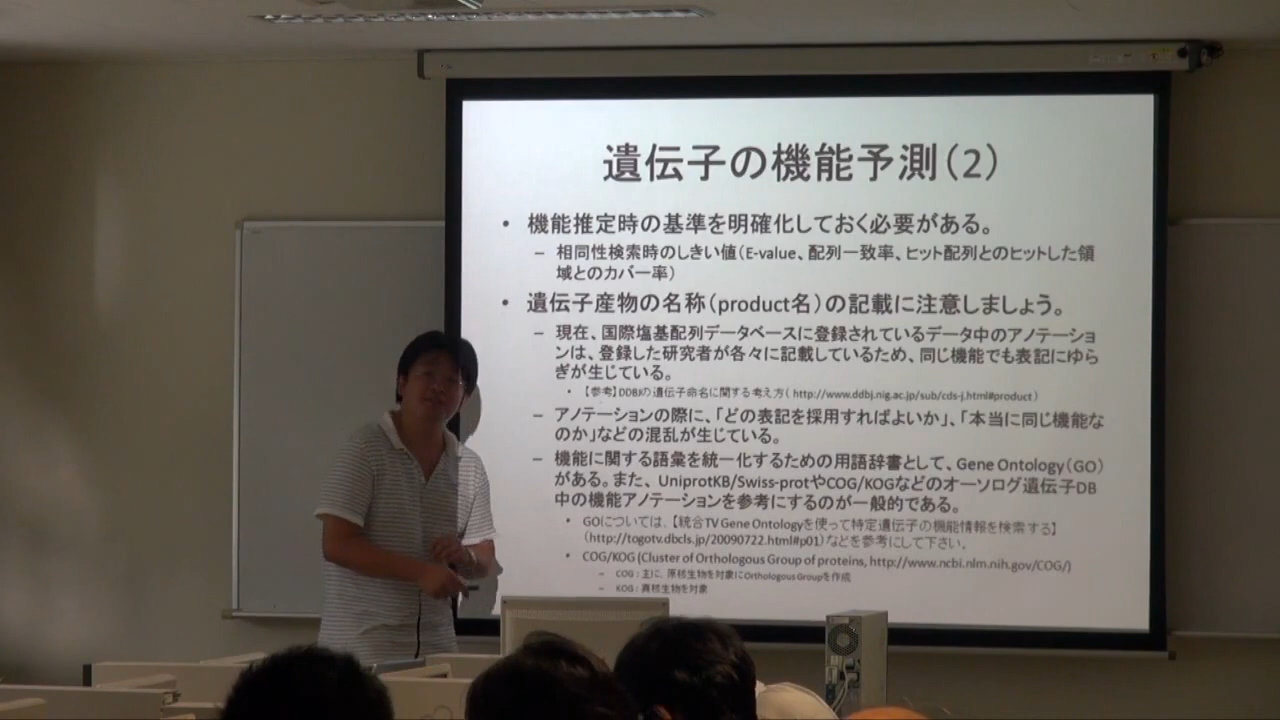 遺伝子の機能予測（2）
• 機能推定時の基準を明確化しておく必要がある。
– 相同性検索時のしきい値（E-value、配列一致率、ヒット配列とのヒットした領
域とのカバー率）
• 遺伝子産物の名称（product名）の記載に注意しましょう。
– 現在、国際塩基配列データベースに登録されているデータ中のアノテーショ
ンは、登録した研究者が各々に記載しているため、同じ機能でも表記にゆら
ぎが生じている。
• 【参考】DDBJの遺伝子命名に関する考え方（ http://www.ddbj.nig.ac.jp/sub/cds-j.html#product ）
– アノテーションの際に、「どの表記を採用すればよいか」、「本当に同じ機能な
のか」などの混乱が生じている。
– 機能に関する語彙を統一化するための用語辞書として、Gene Ontology（GO）
がある。また、UniprotKB/Swiss-protやCOG/KOGなどのオーソログ遺伝子DB
中の機能アノテーションを参考にするのが一般的である。
• GOについては、【統合TV Gene Ontologyを使って特定遺伝子の機能情報を検索する】
（http://togotv.dbcls.jp/20090722.html#p01）などを参考にして下さい。
• COG/KOG (Cluster of Orthologous Group of proteins, http://www.ncbi.nlm.nih.gov/COG/)
– COG：主に、原核生物を対象にOrthologous Groupを作成
– KOG：真核生物を対象